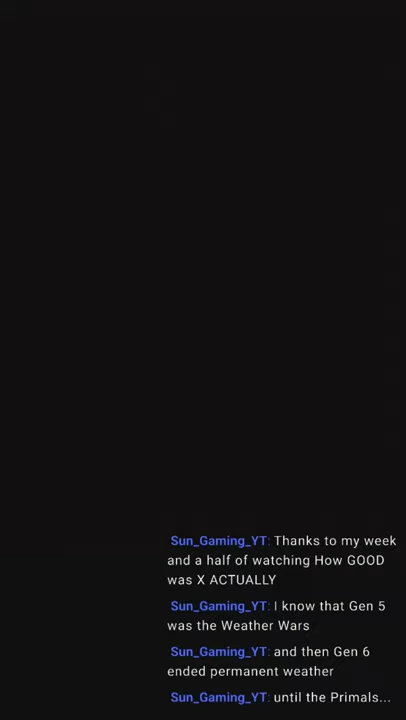 Sun_Gaming_YT: Thanks to my week
and a half of watching How GOOD
was X ACTUALLY
Sun_Gaming_YT: I know that Gen 5
was the Weather Wars
Sun_Gaming_YT: and then Gen 6
ended permanent weather
Sun_Gaming_YT: until the Primals...